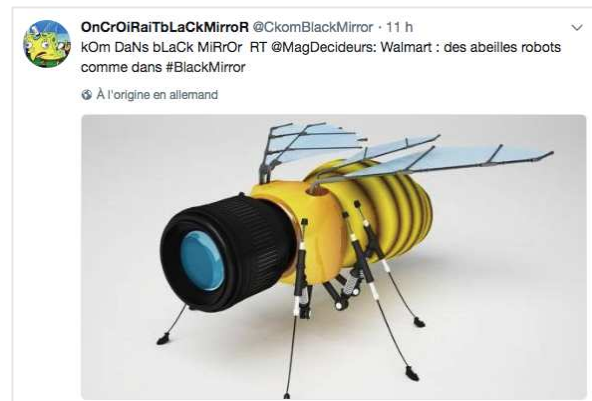 OnCrOiRaiTbLaCkMirroR @CkomBlackMirror · 11 h
kOm DaNs bLaCk MiRrOr RT @MagDecideurs: Walmart : des abeilles robots
comme dans #BlackMirror
À l'origine en allemand